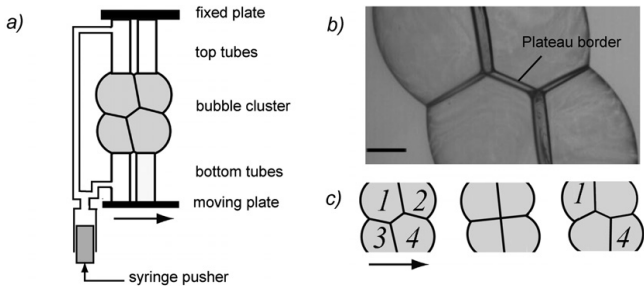 a)
fixed plate
top tubes
bubble cluster
bottom tubes
moving plate
syringe pusher
b)
Plateau border
c)
1 2
3 4
1
4